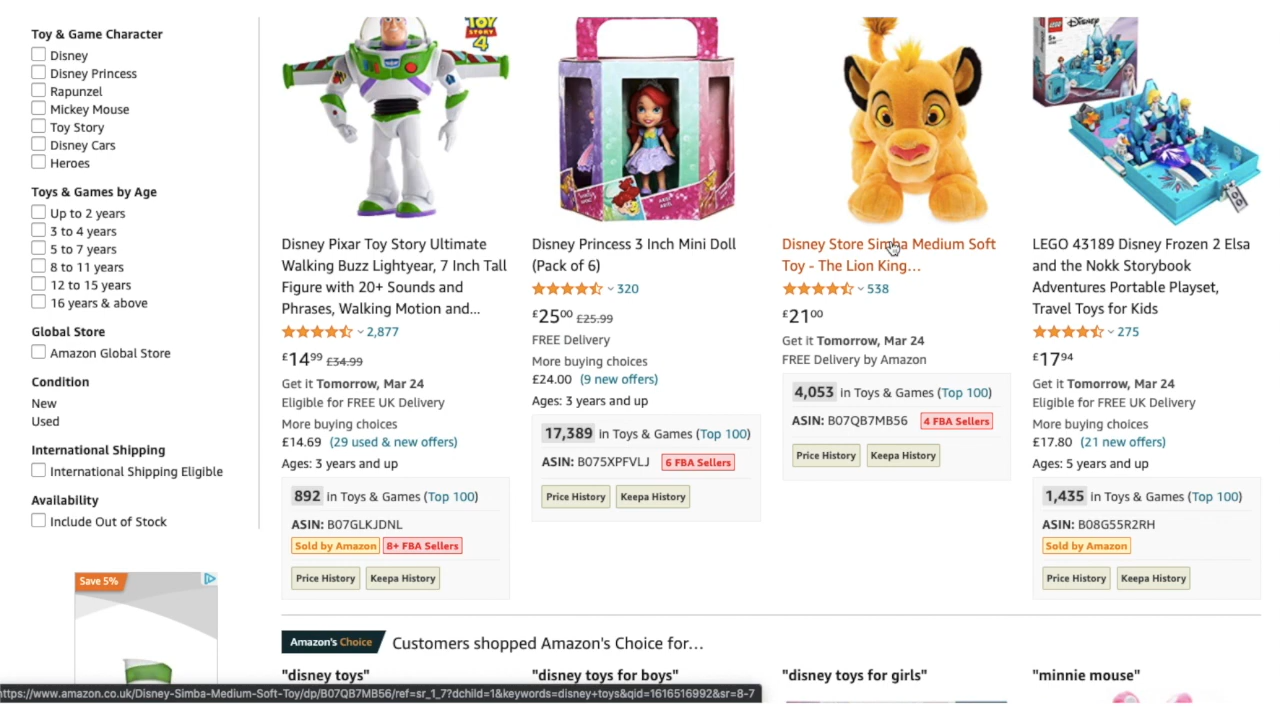 Toy & Game Character
Disney
Disney Princess
Rapunzel
Mickey Mouse
Toy Story
Disney Cars
Heroes
Toys & Games by Age
Up to 2 years
3 to 4 years
5 to 7 years
8 to 11 years
12 to 15 years
16 years & above
Global Store
Amazon Global Store
Condition
New
Used
International Shipping
International Shipping Eligible
Availability
Include Out of Stock
Save 5%
TOY
STORY
4
Disney Pixar Toy Story Ultimate
Walking Buzz Lightyear, 7 Inch Tall
Figure with 20+ Sounds and
Phrases, Walking Motion and...
2,877
£14⁹⁹ £34.99
Get it Tomorrow, Mar 24
Eligible for FREE UK Delivery
More buying choices
£14.69 (29 used & new offers)
Ages: 3 years and up
892 in Toys & Games (Top 100)
ASIN: B07GLKJDNL
Sold by Amazon 8+ FBA Sellers
Price History Keepa History
Disney Princess 3 Inch Mini Doll
(Pack of 6)
320
£25⁰⁰ £25.99
FREE Delivery
More buying choices
£24.00 (9 new offers)
Ages: 3 years and up
17,389 in Toys & Games (Top 100)
ASIN: B075XPFVLJ 6 FBA Sellers
Price History Keepa History
Disney Store Simba Medium Soft
Toy - The Lion King...
538
£21⁰⁰
Get it Tomorrow, Mar 24
FREE Delivery by Amazon
4,053 in Toys & Games (Top 100)
ASIN: B07QB7MB56 4 FBA Sellers
Price History Keepa History
LEGO Disney
5+
LEGO 43189 Disney Frozen 2 Elsa
and the Nokk Storybook
Adventures Portable Playset,
Travel Toys for Kids
275
£17⁹⁴
Get it Tomorrow, Mar 24
Eligible for FREE UK Delivery
More buying choices
£17.80 (21 new offers)
Ages: 5 years and up
1,435 in Toys & Games (Top 100)
ASIN: B08G55R2RH
Sold by Amazon
Price History Keepa History
Amazon's Choice Customers shopped Amazon's Choice for...
"disney toys" "disney toys for boys" "disney toys for girls" "minnie mouse"
https://www.amazon.co.uk/Disney-Simba-Medium-Soft-Toy/dp/B07QB7MB56/ref=sr_1_7?dchild=1&keywords=disney+toys&qid=1616516992&sr=8-7